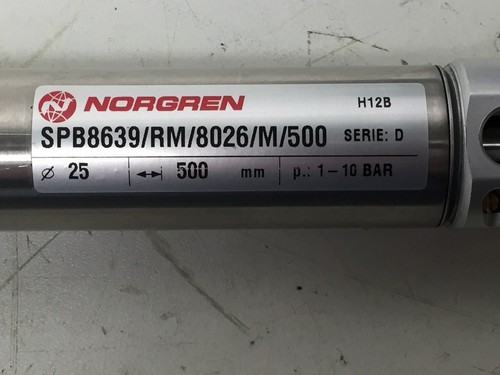 NORGREN H12B
SPB8639/RM/8026/M/500 SERIE: D
ø 25 ↔ 500 mm p.: 1-10 BAR